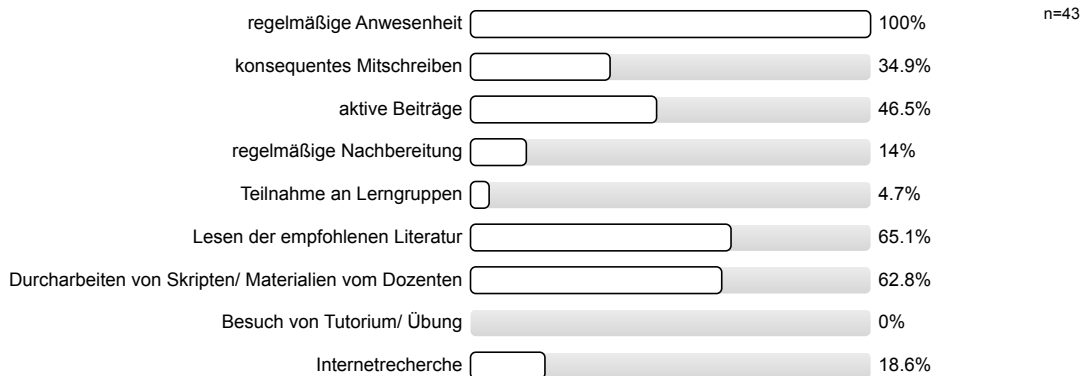 n=43
regelmäßige Anwesenheit 100%
konsequentes Mitschreiben 34.9%
aktive Beiträge 46.5%
regelmäßige Nachbereitung 14%
Teilnahme an Lerngruppen 4.7%
Lesen der empfohlenen Literatur 65.1%
Durcharbeiten von Skripten/ Materialien vom Dozenten 62.8%
Besuch von Tutorium/ Übung 0%
Internetrecherche 18.6%